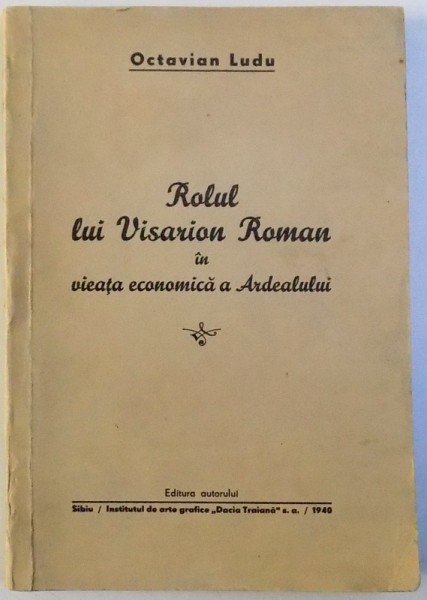 Octavian Ludu
Rolul
lui Visarion Roman
în
vieața economică a Ardealului
Editura autorului
Sibiu / Institutul de arte grafice „Dacia Traiană" s. a. / 1940